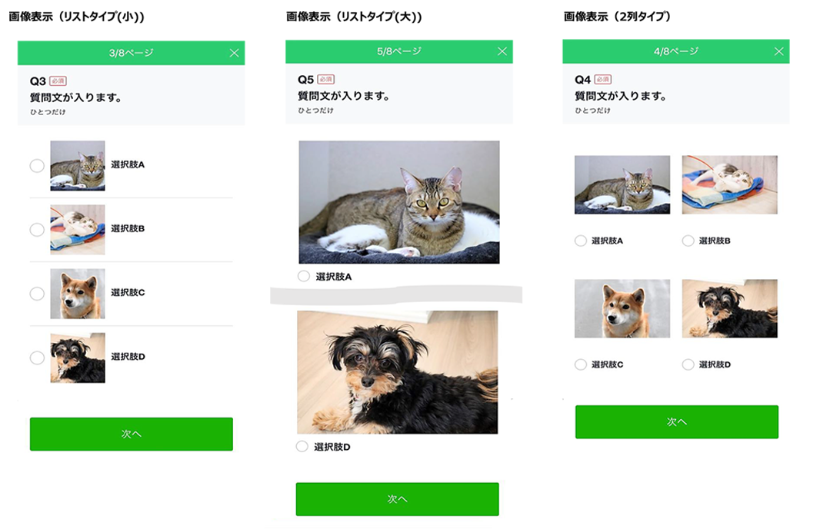 画像表示（リストタイプ(小)）
3/8ページ
Q3 必須
質問文が入ります。
ひとつだけ
選択肢A
選択肢B
選択肢C
選択肢D
次へ
画像表示（リストタイプ(大)）
5/8ページ
Q5 必須
質問文が入ります。
ひとつだけ
選択肢A
選択肢D
次へ
画像表示（2列タイプ）
4/8ページ
Q4 必須
質問文が入ります。
ひとつだけ
選択肢A
選択肢B
選択肢C
選択肢D
次へ